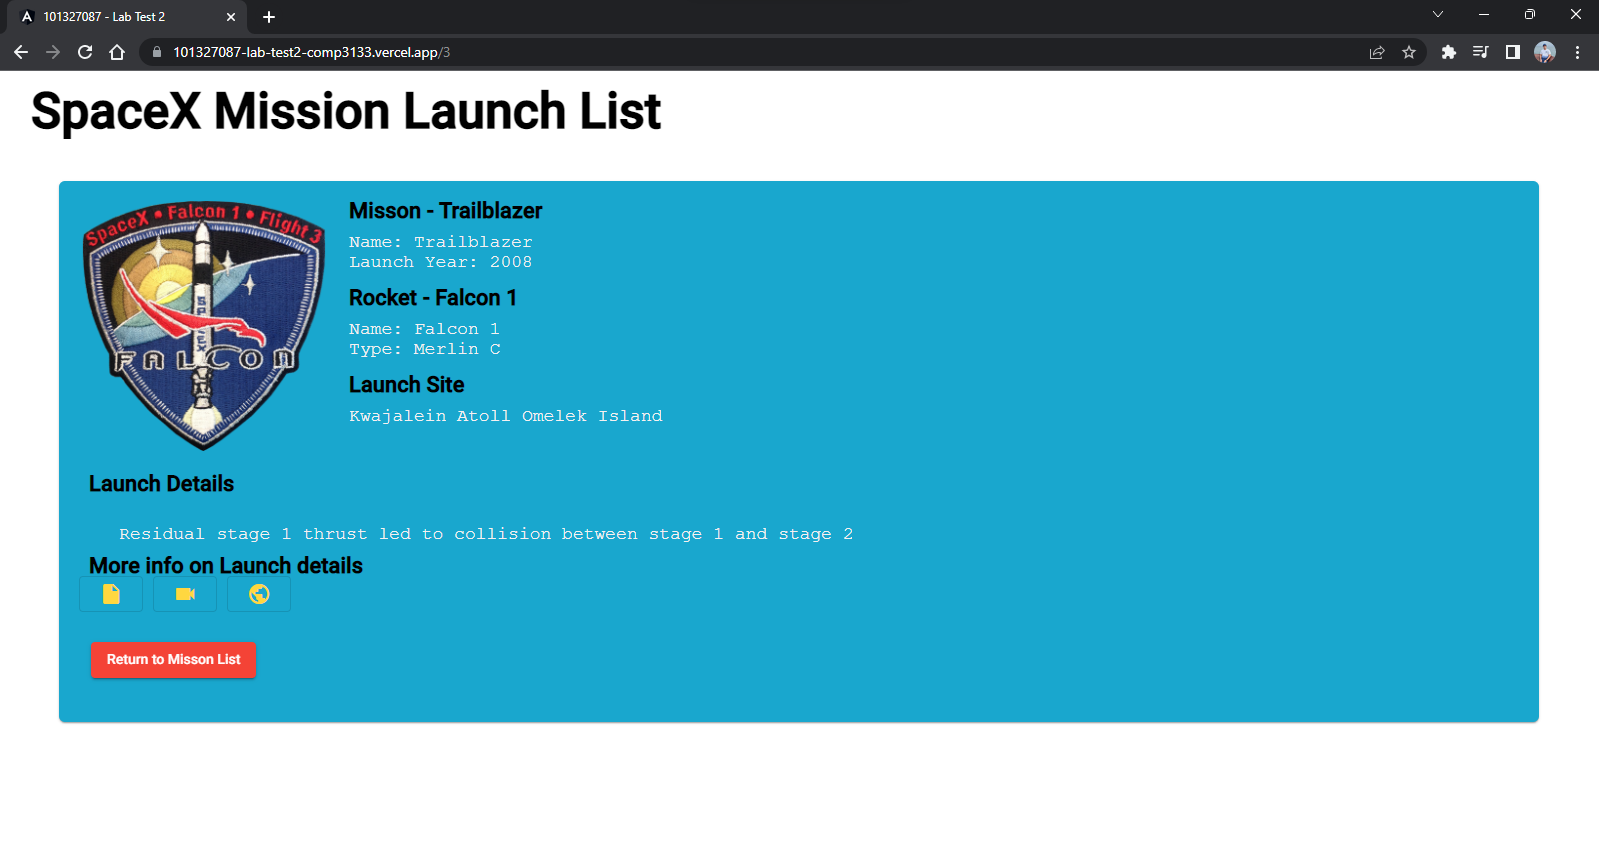 101327087 - Lab Test 2
101327087-lab-test2-comp3133.vercel.app/3
SpaceX Mission Launch List
SpaceX • Falcon 1 • Flight 3
SPACEX
FALCON
Misson - Trailblazer
Name: Trailblazer
Launch Year: 2008
Rocket - Falcon 1
Name: Falcon 1
Type: Merlin C
Launch Site
Kwajalein Atoll Omelek Island
Launch Details
Residual stage 1 thrust led to collision between stage 1 and stage 2
More info on Launch details
Return to Misson List